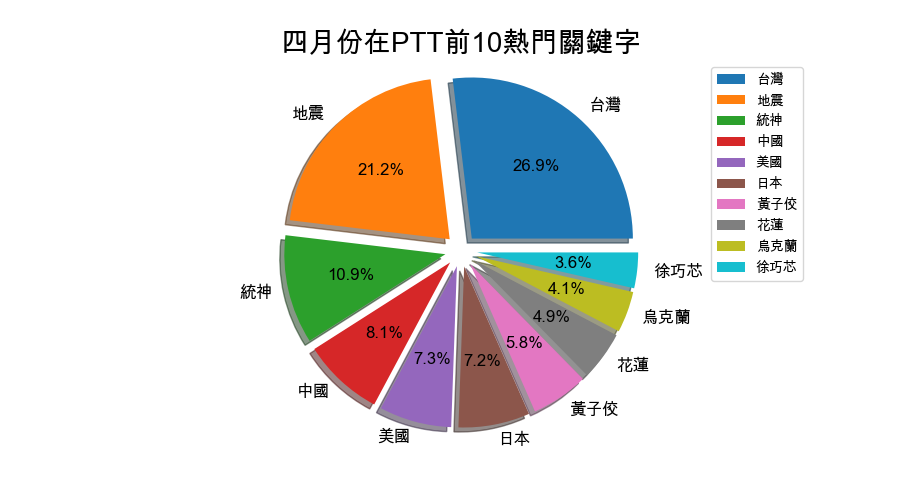 四月份在PTT前10熱門關鍵字
台灣
26.9%
地震
21.2%
統神
10.9%
中國
8.1%
美國
7.3%
日本
7.2%
黃子佼
5.8%
花蓮
4.9%
烏克蘭
4.1%
徐巧芯
3.6%
台灣
地震
統神
中國
美國
日本
黃子佼
花蓮
烏克蘭
徐巧芯